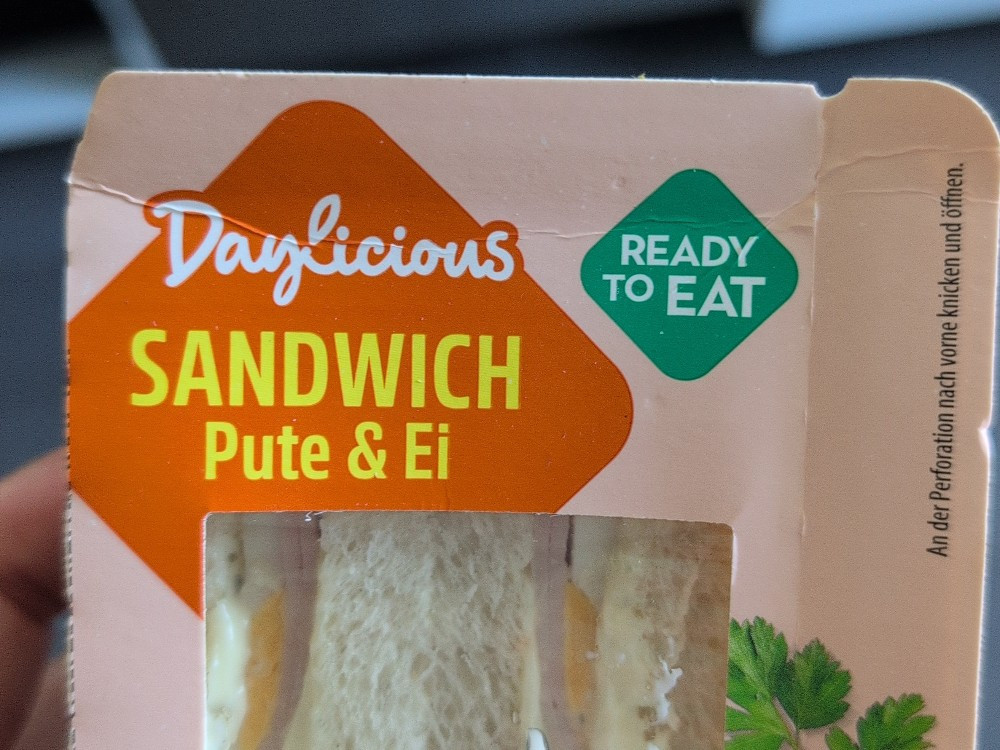 Daylicious
SANDWICH
Pute & Ei
READY
TO EAT
An der Perforation nach vorne knicken und öffnen.